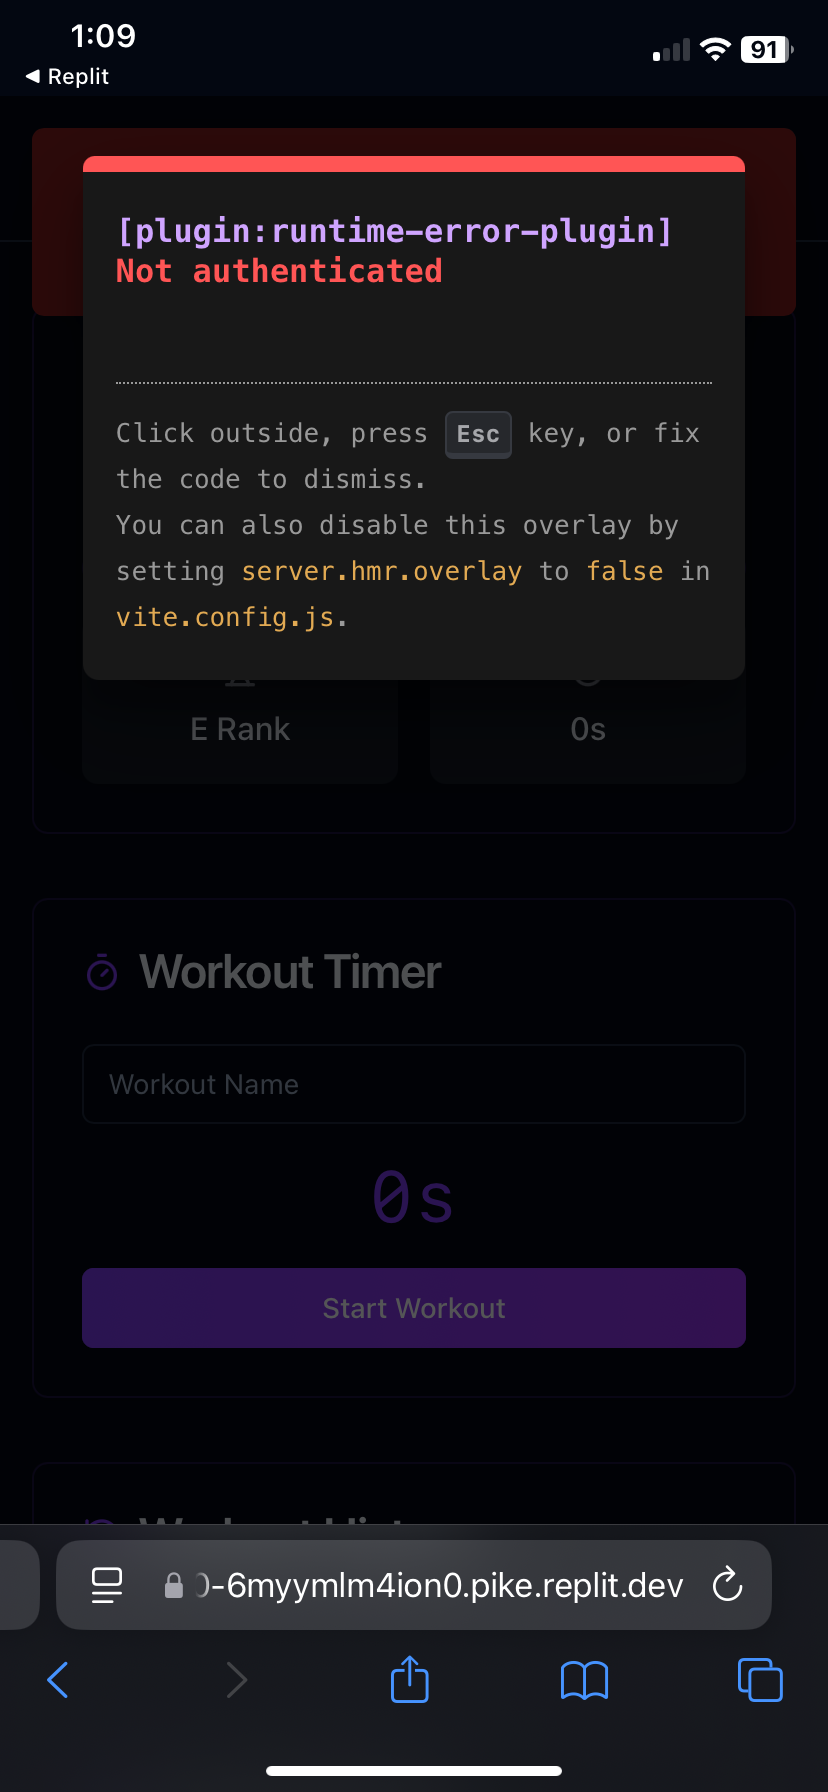 1:09
91
◀ Replit
[plugin:runtime-error-plugin]
Not authenticated
Click outside, press Esc key, or fix
the code to dismiss.
You can also disable this overlay by
setting server.hmr.overlay to false in
vite.config.js.
E Rank
0s
Workout Timer
Workout Name
0s
Start Workout
Workout
-6myymlm4ion0.pike.replit.dev